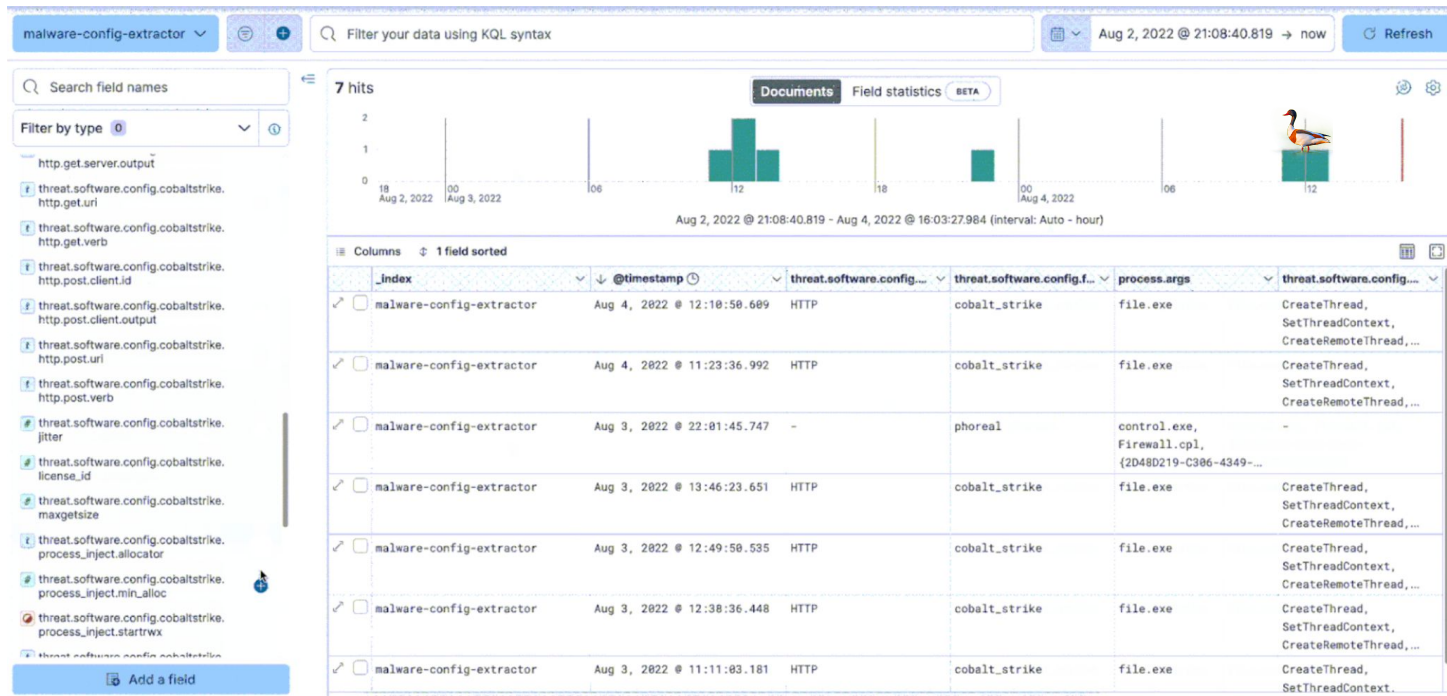 malware-config-extractor
Filter your data using KQL syntax
Aug 2, 2022 @ 21:08:40.819 → now
Refresh
Search field names
Filter by type 0
http.get.server.output
threat.software.config.cobaltstrike.
http.get.uri
threat.software.config.cobaltstrike.
http.get.verb
threat.software.config.cobaltstrike.
http.post.client.id
threat.software.config.cobaltstrike.
http.post.client.output
threat.software.config.cobaltstrike.
http.post.uri
threat.software.config.cobaltstrike.
http.post.verb
threat.software.config.cobaltstrike.
jitter
threat.software.config.cobaltstrike.
license_id
threat.software.config.cobaltstrike.
maxgetsize
threat.software.config.cobaltstrike.
process_inject.allocator
threat.software.config.cobaltstrike.
process_inject.min_alloc
threat.software.config.cobaltstrike.
process_inject.startrwx
threat.software.config.cobaltstrike.
Add a field
7 hits
Documents Field statistics BETA
2
1
0
18 00 06 12 18 00 06 12
Aug 2, 2022 Aug 3, 2022 Aug 4, 2022
Aug 2, 2022 @ 21:08:40.819 - Aug 4, 2022 @ 16:03:27.984 (interval: Auto - hour)
Columns 1 field sorted
_index @timestamp threat.software.config.... threat.software.config.f... process.args threat.software.config....
malware-config-extractor Aug 4, 2022 @ 12:10:50.609 HTTP cobalt_strike file.exe CreateThread,
SetThreadContext,
CreateRemoteThread,...
malware-config-extractor Aug 4, 2022 @ 11:23:36.992 HTTP cobalt_strike file.exe CreateThread,
SetThreadContext,
CreateRemoteThread,...
malware-config-extractor Aug 3, 2022 @ 22:01:45.747 - phoreal control.exe, -
Firewall.cpl,
{2D48D219-C306-4349-...
malware-config-extractor Aug 3, 2022 @ 13:46:23.651 HTTP cobalt_strike file.exe CreateThread,
SetThreadContext,
CreateRemoteThread,...
malware-config-extractor Aug 3, 2022 @ 12:49:50.535 HTTP cobalt_strike file.exe CreateThread,
SetThreadContext,
CreateRemoteThread,...
malware-config-extractor Aug 3, 2022 @ 12:38:36.448 HTTP cobalt_strike file.exe CreateThread,
SetThreadContext,
CreateRemoteThread,...
malware-config-extractor Aug 3, 2022 @ 11:11:03.181 HTTP cobalt_strike file.exe CreateThread,
SetThreadContext,